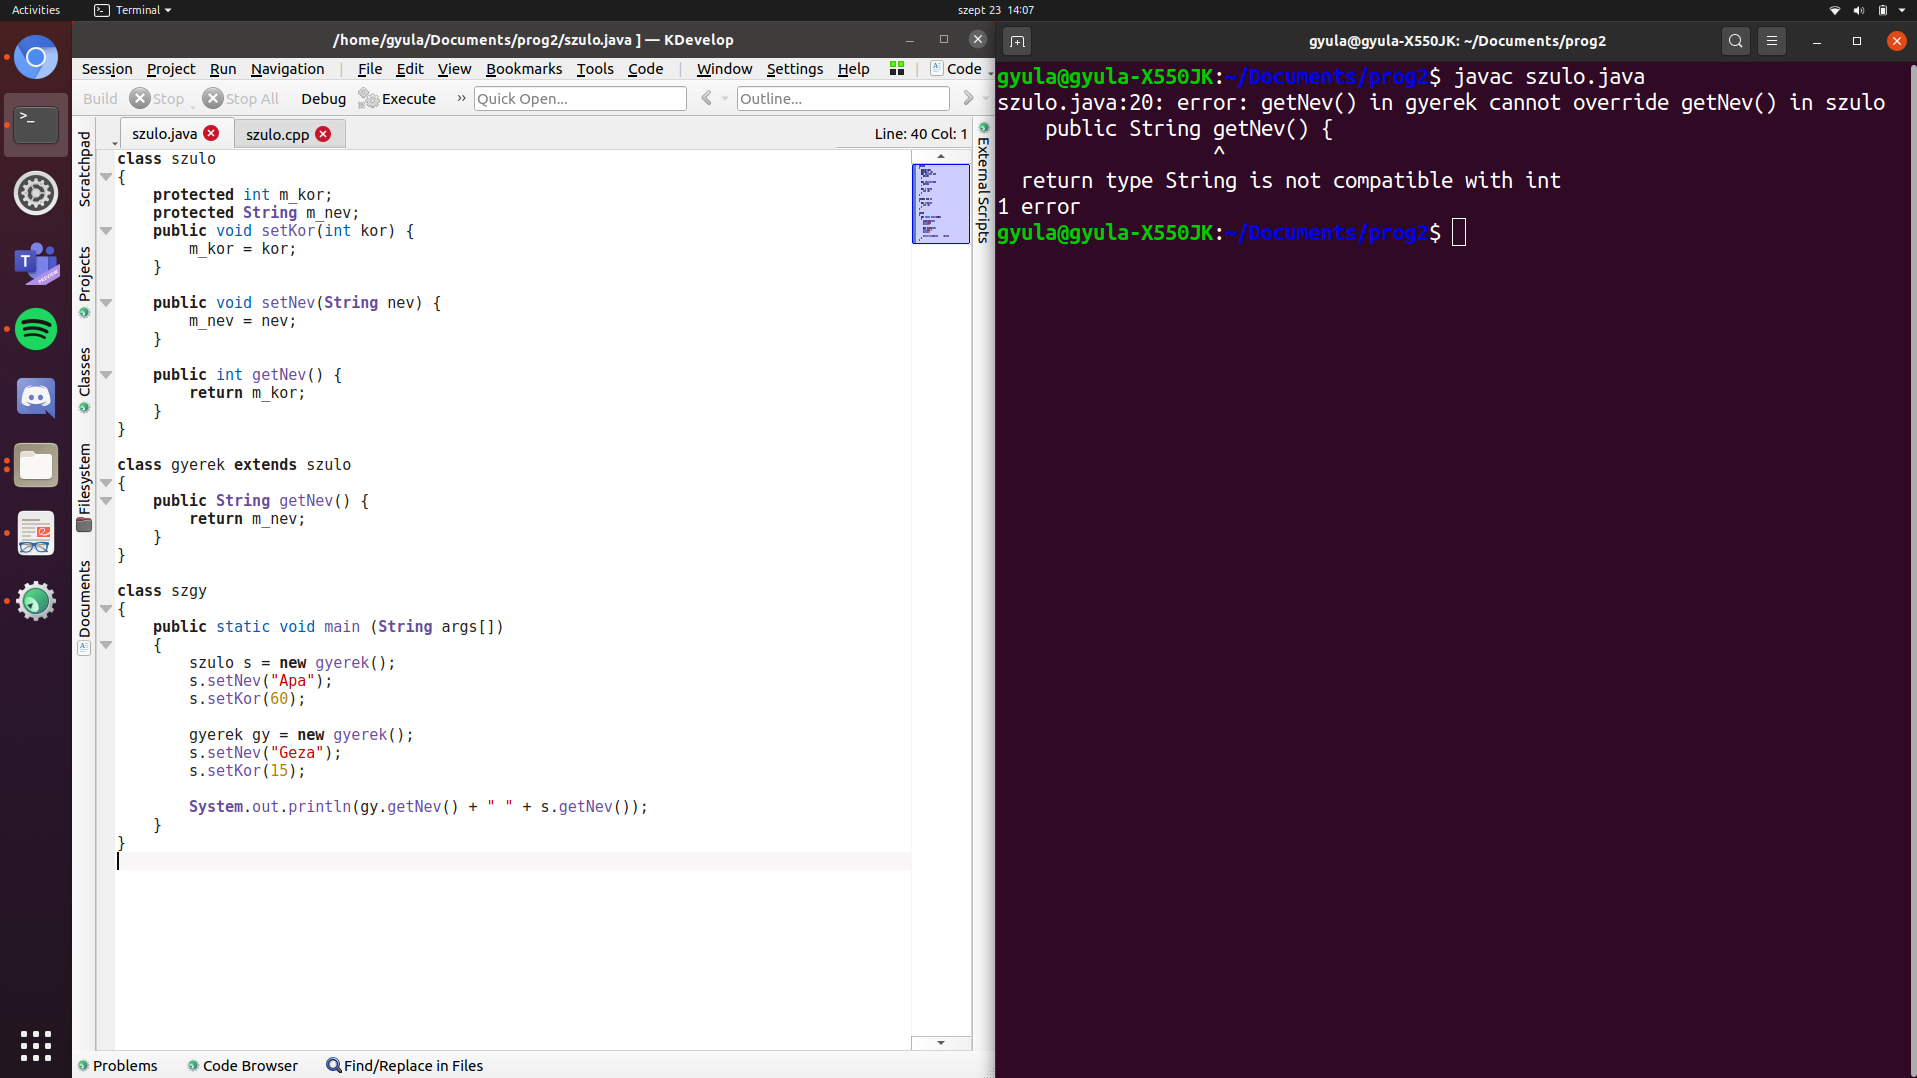 Activities
Terminal
szept 23 14:07
/home/gyula/Documents/prog2/szulo.java ] — KDevelop
Session Project Run Navigation | File Edit View Bookmarks Tools Code | Window Settings Help Code
Build Stop Stop All Debug Execute » Quick Open... Outline...
szulo.java szulo.cpp Line: 40 Col: 1
Scratchpad
Projects
Classes
Filesystem
Documents
External Scripts
class szulo
{
    protected int m_kor;
    protected String m_nev;
    public void setKor(int kor) {
        m_kor = kor;
    }
    public void setNev(String nev) {
        m_nev = nev;
    }
    public int getNev() {
        return m_kor;
    }
}
class gyerek extends szulo
{
    public String getNev() {
        return m_nev;
    }
}
class szgy
{
    public static void main (String args[])
    {
        szulo s = new gyerek();
        s.setNev("Apa");
        s.setKor(60);
        gyerek gy = new gyerek();
        s.setNev("Geza");
        s.setKor(15);
        System.out.println(gy.getNev() + " " + s.getNev());
    }
}
Problems Code Browser Find/Replace in Files
gyula@gyula-X550JK: ~/Documents/prog2
gyula@gyula-X550JK:~/Documents/prog2$ javac szulo.java
szulo.java:20: error: getNev() in gyerek cannot override getNev() in szulo
    public String getNev() {
                  ^
  return type String is not compatible with int
1 error
gyula@gyula-X550JK:~/Documents/prog2$